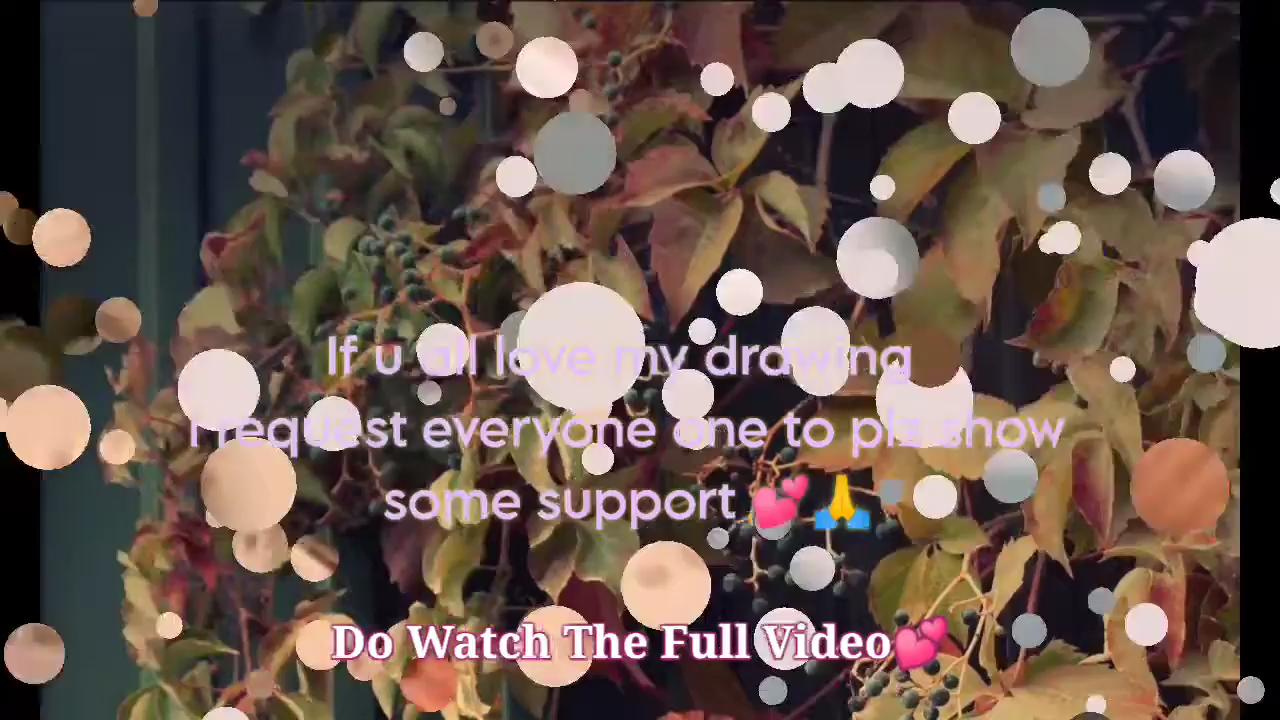 If u all love my drawing
I request everyone one to plz show
some support 💕🙏
Do Watch The Full Video💕